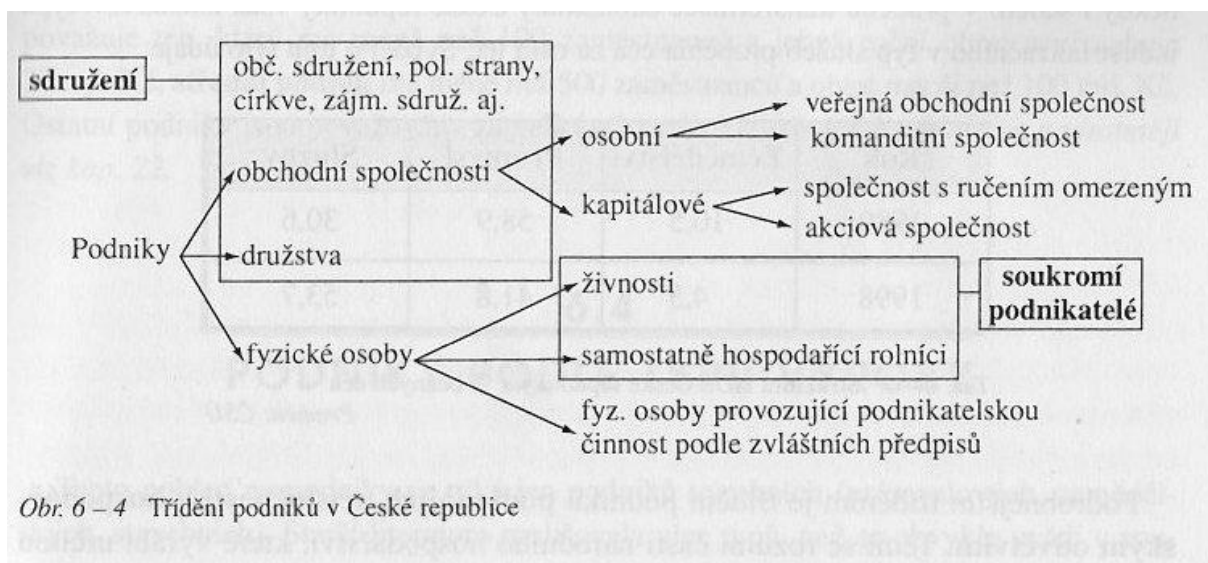 sdružení
obč. sdružení, pol. strany,
církve, zájm. sdruž. aj.
osobní
veřejná obchodní společnost
komanditní společnost
obchodní společnosti
kapitálové
společnost s ručením omezeným
akciová společnost
Podniky
družstva
živnosti
soukromí
podnikatelé
fyzické osoby
samostatně hospodařící rolníci
fyz. osoby provozující podnikatelskou
činnost podle zvláštních předpisů
Obr. 6 - 4 Třídění podniků v České republice